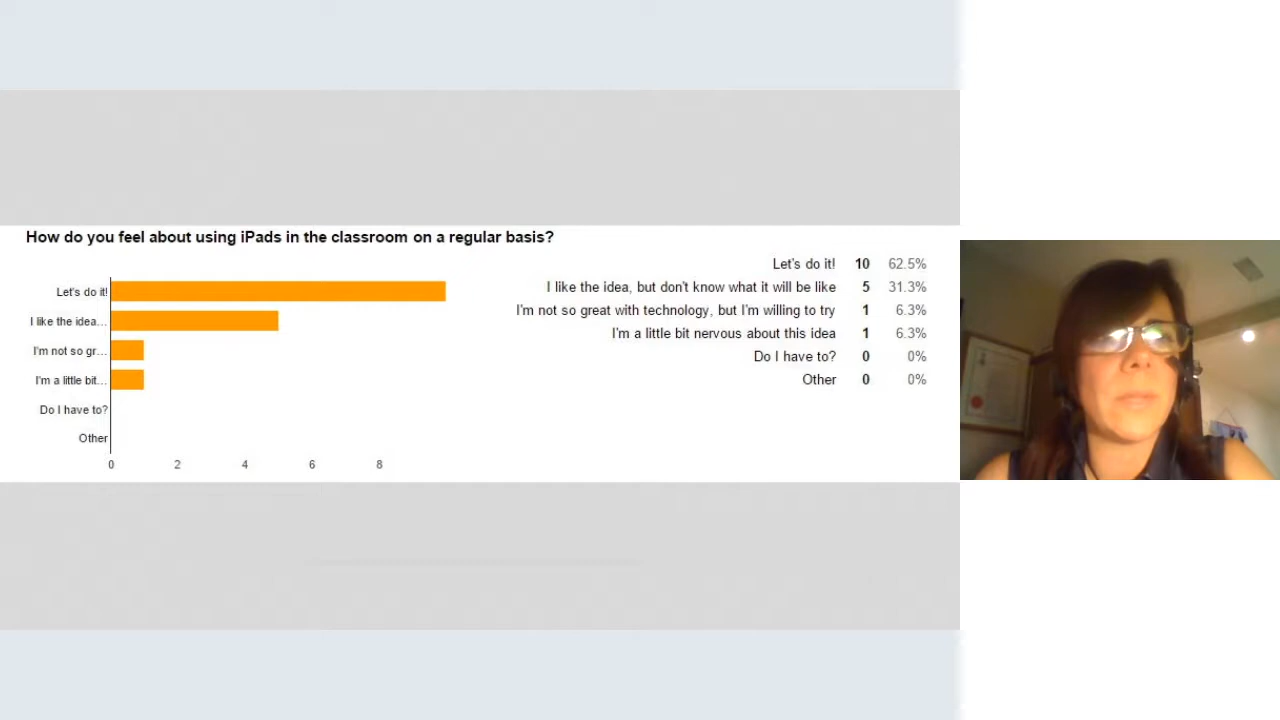 How do you feel about using iPads in the classroom on a regular basis?
Let's do it!
I like the idea...
I'm not so gr...
I'm a little bit...
Do I have to?
Other
0 2 4 6 8
Let's do it! 10 62.5%
I like the idea, but don't know what it will be like 5 31.3%
I'm not so great with technology, but I'm willing to try 1 6.3%
I'm a little bit nervous about this idea 1 6.3%
Do I have to? 0 0%
Other 0 0%